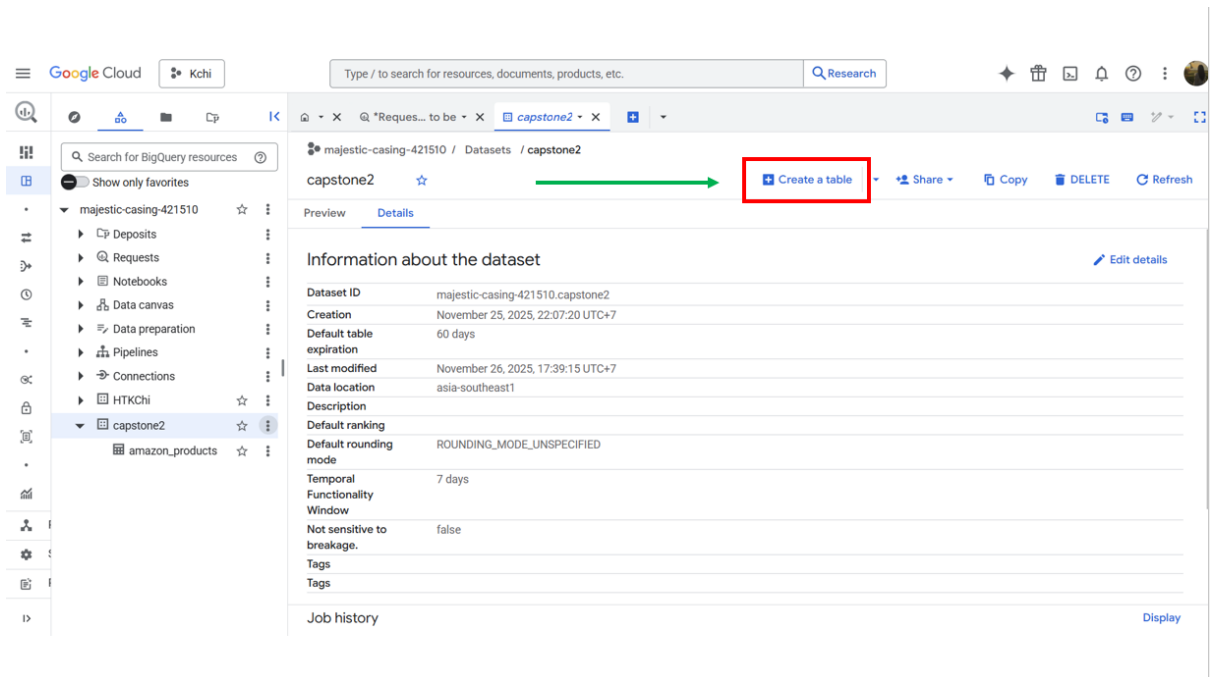 Google Cloud
Kchi
Type / to search for resources, documents, products, etc.
Research
*Reques... to be
capstone2
Search for BigQuery resources
Show only favorites
majestic-casing-421510
Deposits
Requests
Notebooks
Data canvas
Data preparation
Pipelines
Connections
HTKChi
capstone2
amazon_products
majestic-casing-421510 / Datasets / capstone2
capstone2
Create a table
Share
Copy
DELETE
Refresh
Preview
Details
Information about the dataset
Edit details
Dataset ID
majestic-casing-421510.capstone2
Creation
November 25, 2025, 22:07:20 UTC+7
Default table
expiration
60 days
Last modified
November 26, 2025, 17:39:15 UTC+7
Data location
asia-southeast1
Description
Default ranking
Default rounding
mode
ROUNDING_MODE_UNSPECIFIED
Temporal
Functionality
Window
7 days
Not sensitive to
breakage.
false
Tags
Tags
Job history
Display